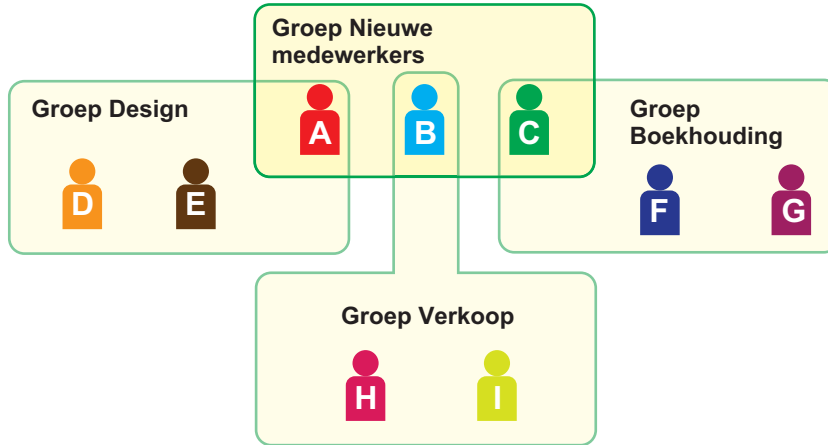 Groep Nieuwe
medewerkers
Groep Design
A
B
C
Groep
Boekhouding
D
E
F
G
Groep Verkoop
H
I